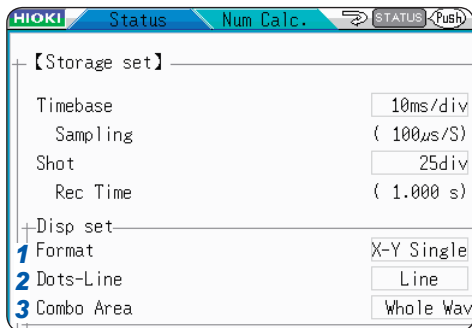 HIOKI Status Num Calc. STATUS Push
【Storage set】
Timebase 10ms/div
Sampling ( 100μs/S)
Shot 25div
Rec Time ( 1.000 s)
Disp set
1 Format X-Y Single
2 Dots-Line Line
3 Combo Area Whole Wav